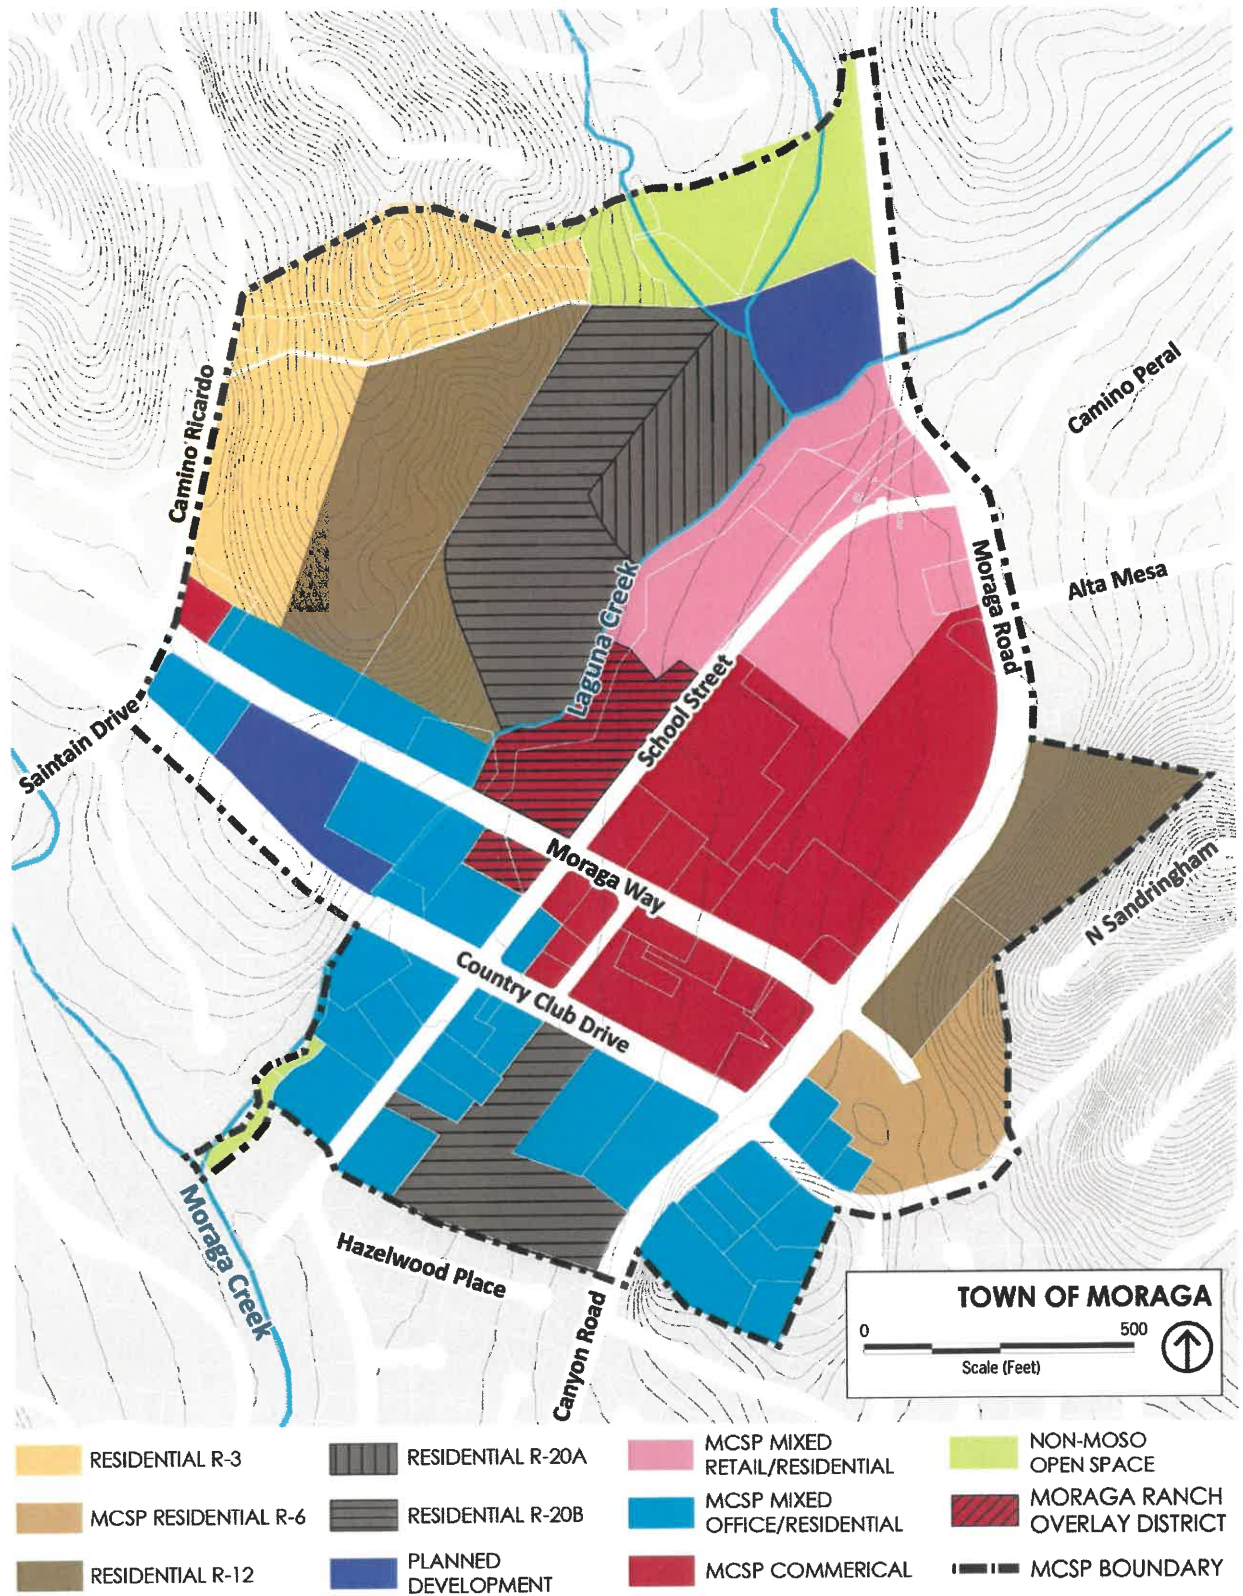 Camino Peral
Camino Ricardo
Alta Mesa
Moraga Road
Laguna Creek
School Street
Saintain Drive
Moraga Way
N Sandringham
Country Club Drive
Moraga Creek
Hazelwood Place
Canyon Road
TOWN OF MORAGA
0 500
Scale (Feet)
RESIDENTIAL R-3
MCSP RESIDENTIAL R-6
RESIDENTIAL R-12
RESIDENTIAL R-20A
RESIDENTIAL R-20B
PLANNED
DEVELOPMENT
MCSP MIXED
RETAIL/RESIDENTIAL
MCSP MIXED
OFFICE/RESIDENTIAL
MCSP COMMERICAL
NON-MOSO
OPEN SPACE
MORAGA RANCH
OVERLAY DISTRICT
MCSP BOUNDARY